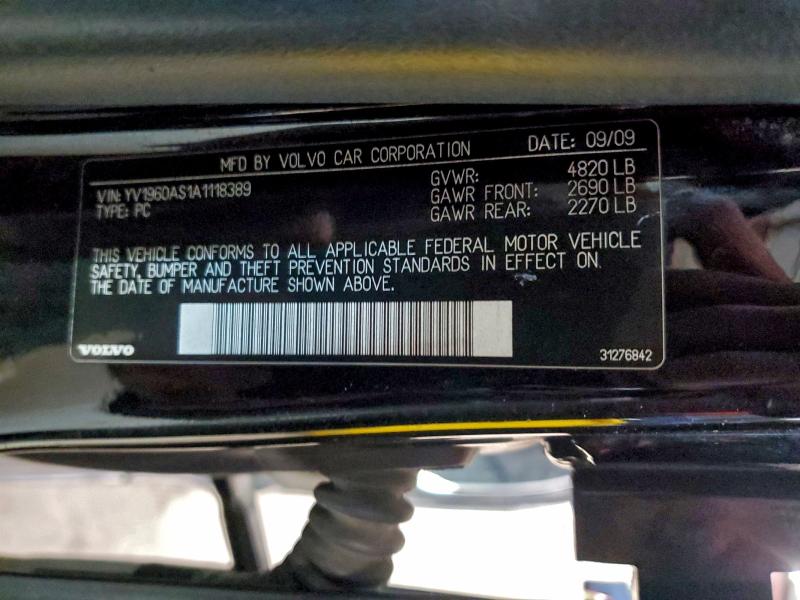 MFD BY VOLVO CAR CORPORATION DATE: 09/09
VIN: YV1960AS1A1118389
TYPE: PC
GVWR: 4820 LB
GAWR FRONT: 2690 LB
GAWR REAR: 2270 LB
THIS VEHICLE CONFORMS TO ALL APPLICABLE FEDERAL MOTOR VEHICLE
SAFETY, BUMPER AND THEFT PREVENTION STANDARDS IN EFFECT ON
THE DATE OF MANUFACTURE SHOWN ABOVE.
VOLVO
31276842